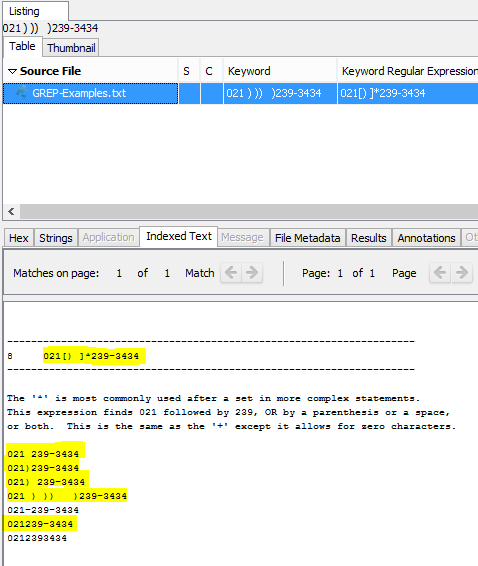 Listing
021 ) ))   )239-3434
Table Thumbnail
Source File S C Keyword Keyword Regular Expression
GREP-Examples.txt 021 ) ))   )239-3434 021[) ]*239-3434
Hex Strings Application Indexed Text Message File Metadata Results Annotations Ot
Matches on page: 1 of 1 Match Page: 1 of 1 Page
--------------------------------------------------------------------
8 021[) ]*239-3434
--------------------------------------------------------------------
The '*' is most commonly used after a set in more complex statements.
This expression finds 021 followed by 239, OR by a parenthesis or a space,
or both.  This is the same as the '+' except it allows for zero characters.
021 239-3434
021)239-3434
021) 239-3434
021 ) ))   )239-3434
021-239-3434
021239-3434
0212393434